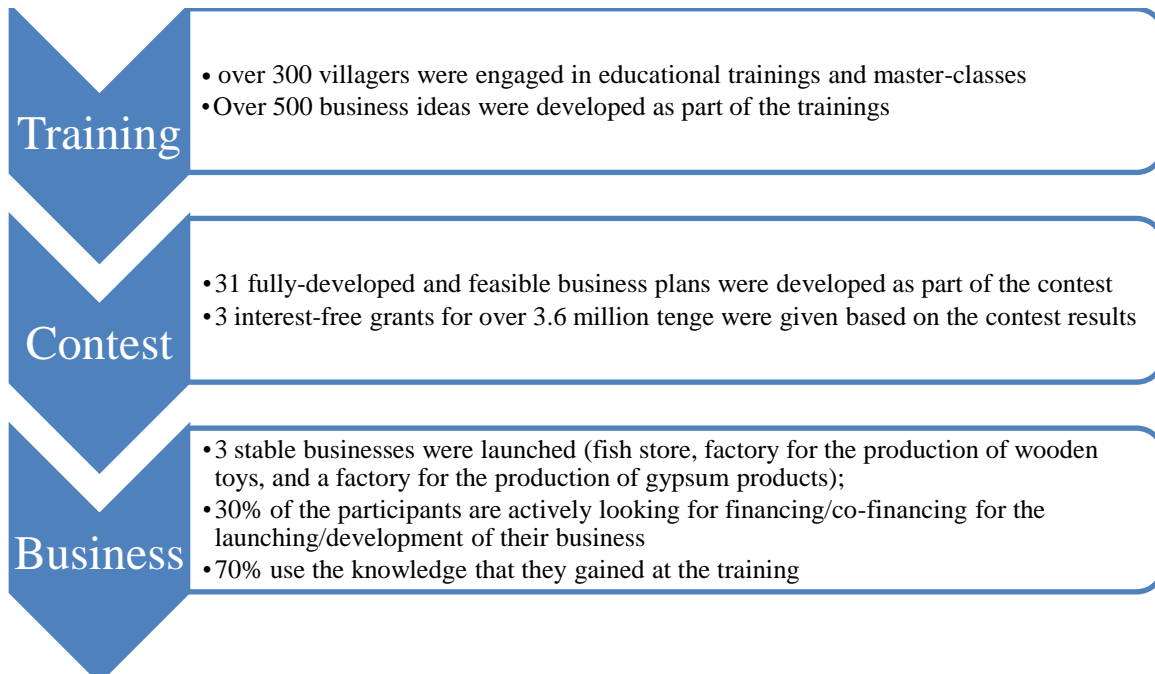 Training
• over 300 villagers were engaged in educational trainings and master-classes
•Over 500 business ideas were developed as part of the trainings
Contest
•31 fully-developed and feasible business plans were developed as part of the contest
•3 interest-free grants for over 3.6 million tenge were given based on the contest results
Business
•3 stable businesses were launched (fish store, factory for the production of wooden
toys, and a factory for the production of gypsum products);
•30% of the participants are actively looking for financing/co-financing for the
launching/development of their business
•70% use the knowledge that they gained at the training